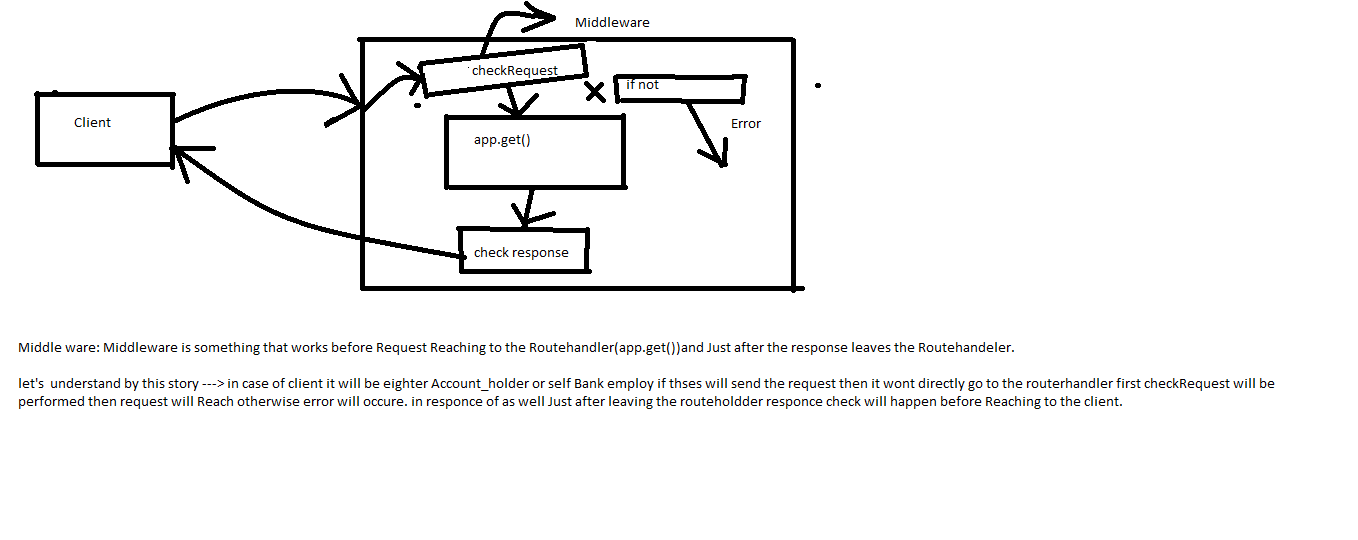 Middleware
checkRequest
if not
Client
Error
app.get()
check response
Middle ware: Middleware is something that works before Request Reaching to the Routehandler(app.get())and Just after the response leaves the Routehandeler.
let's understand by this story ---> in case of client it will be eighter Account_holder or self Bank employ if thses will send the request then it wont directly go to the routerhandler first checkRequest will be
performed then request will Reach otherwise error will occure. in responce of as well Just after leaving the routeholdder responce check will happen before Reaching to the client.